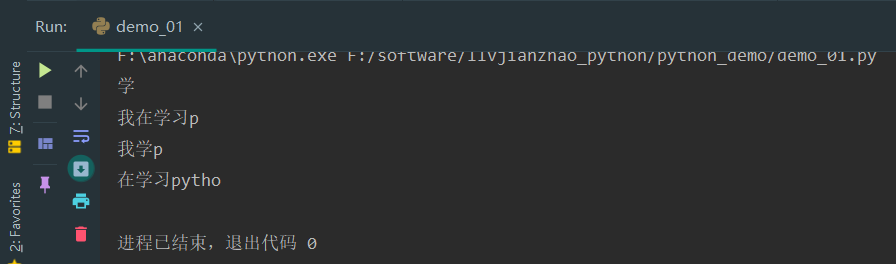 Run: demo_01
F:\anaconda\python.exe F:/software/llvjianzhao_python/python_demo/demo_01.py
学
我在学习p
我学p
在学习pytho
进程已结束，退出代码 0
7: Structure
2: Favorites